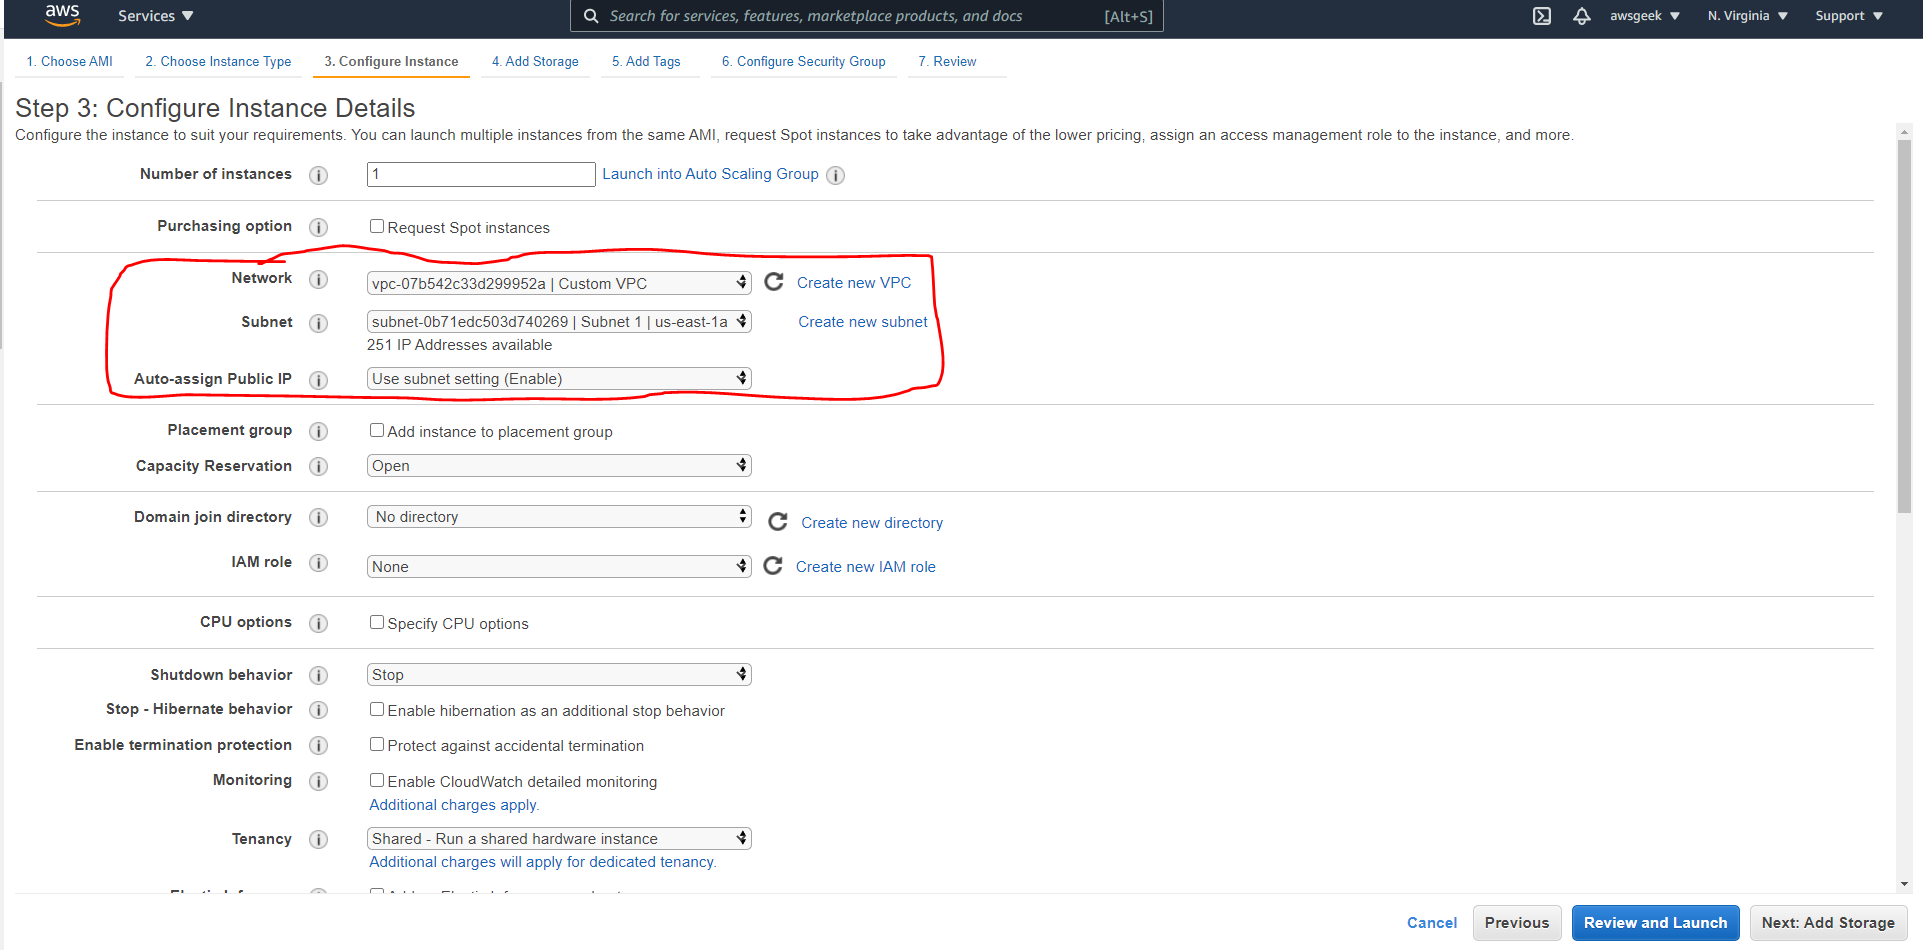 aws Services Search for services, features, marketplace products, and docs [Alt+S] awsgeek N. Virginia Support
1. Choose AMI 2. Choose Instance Type 3. Configure Instance 4. Add Storage 5. Add Tags 6. Configure Security Group 7. Review
Step 3: Configure Instance Details
Configure the instance to suit your requirements. You can launch multiple instances from the same AMI, request Spot instances to take advantage of the lower pricing, assign an access management role to the instance, and more.
Number of instances 1 Launch into Auto Scaling Group
Purchasing option Request Spot instances
Network vpc-07b542c33d299952a | Custom VPC Create new VPC
Subnet subnet-0b71edc503d740269 | Subnet 1 | us-east-1a Create new subnet
251 IP Addresses available
Auto-assign Public IP Use subnet setting (Enable)
Placement group Add instance to placement group
Capacity Reservation Open
Domain join directory No directory Create new directory
IAM role None Create new IAM role
CPU options Specify CPU options
Shutdown behavior Stop
Stop - Hibernate behavior Enable hibernation as an additional stop behavior
Enable termination protection Protect against accidental termination
Monitoring Enable CloudWatch detailed monitoring
Additional charges apply.
Tenancy Shared - Run a shared hardware instance
Additional charges will apply for dedicated tenancy.
Cancel Previous Review and Launch Next: Add Storage